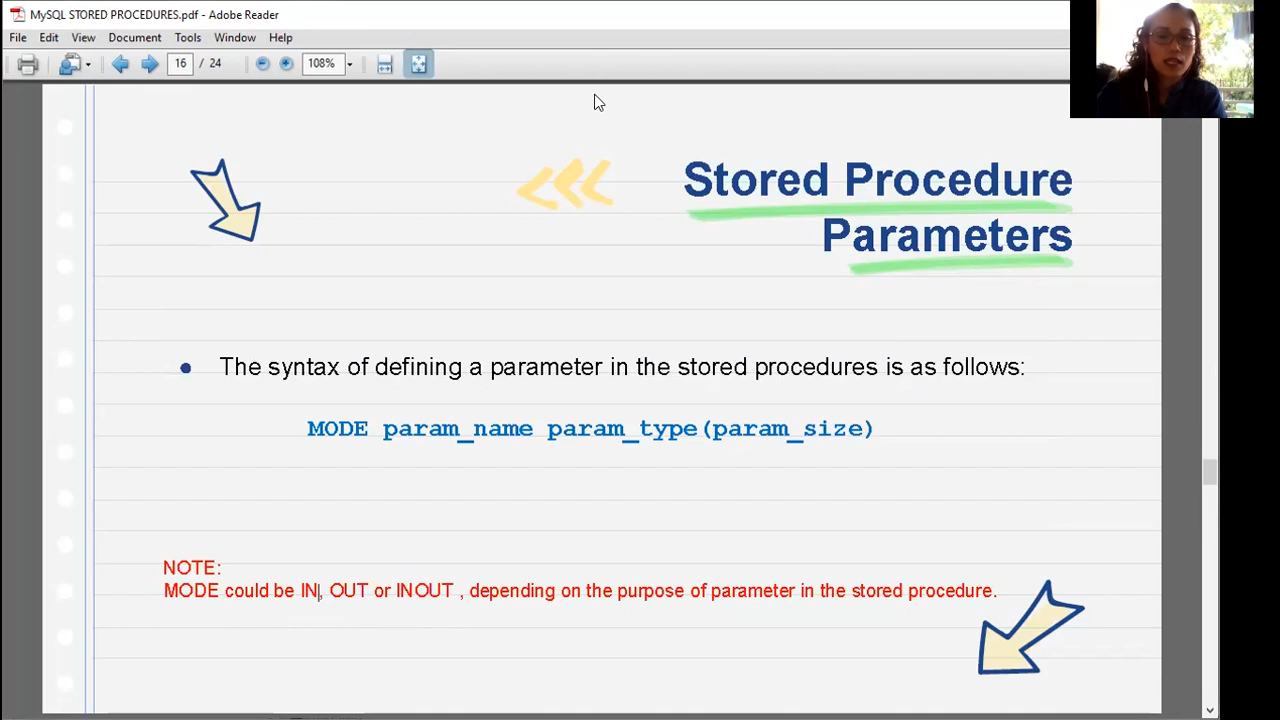 MySQL STORED PROCEDURES.pdf - Adobe Reader
File Edit View Document Tools Window Help
16 / 24 108%
Stored Procedure
Parameters
The syntax of defining a parameter in the stored procedures is as follows:
MODE param_name param_type(param_size)
NOTE:
MODE could be IN, OUT or INOUT , depending on the purpose of parameter in the stored procedure.